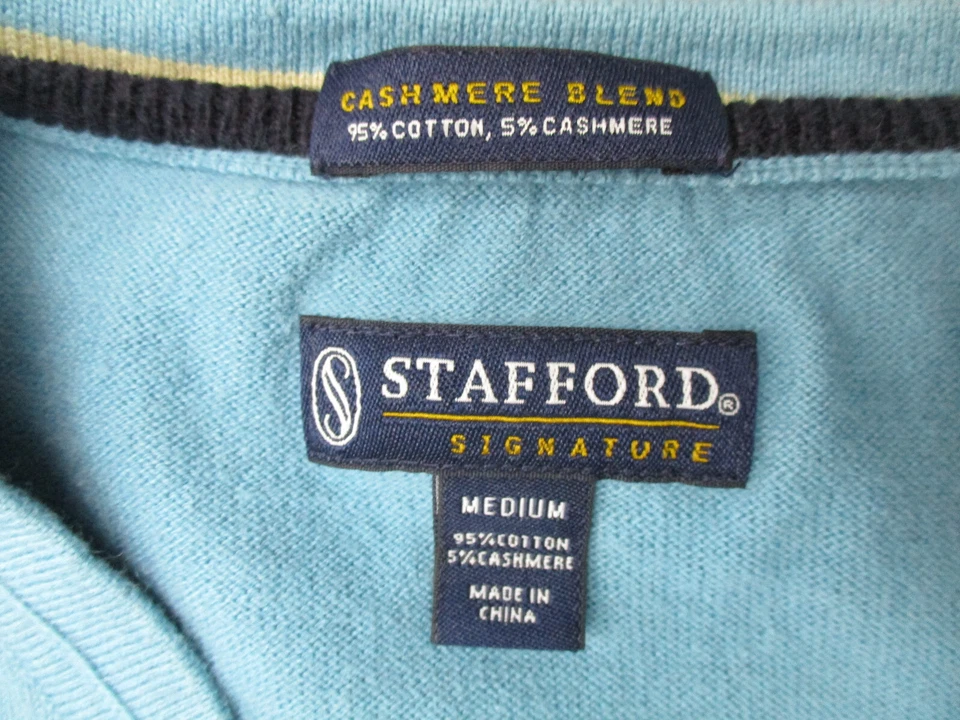 CASHMERE BLEND
95% COTTON, 5% CASHMERE
S STAFFORD®
SIGNATURE
MEDIUM
95% COTTON
5% CASHMERE
MADE IN
CHINA